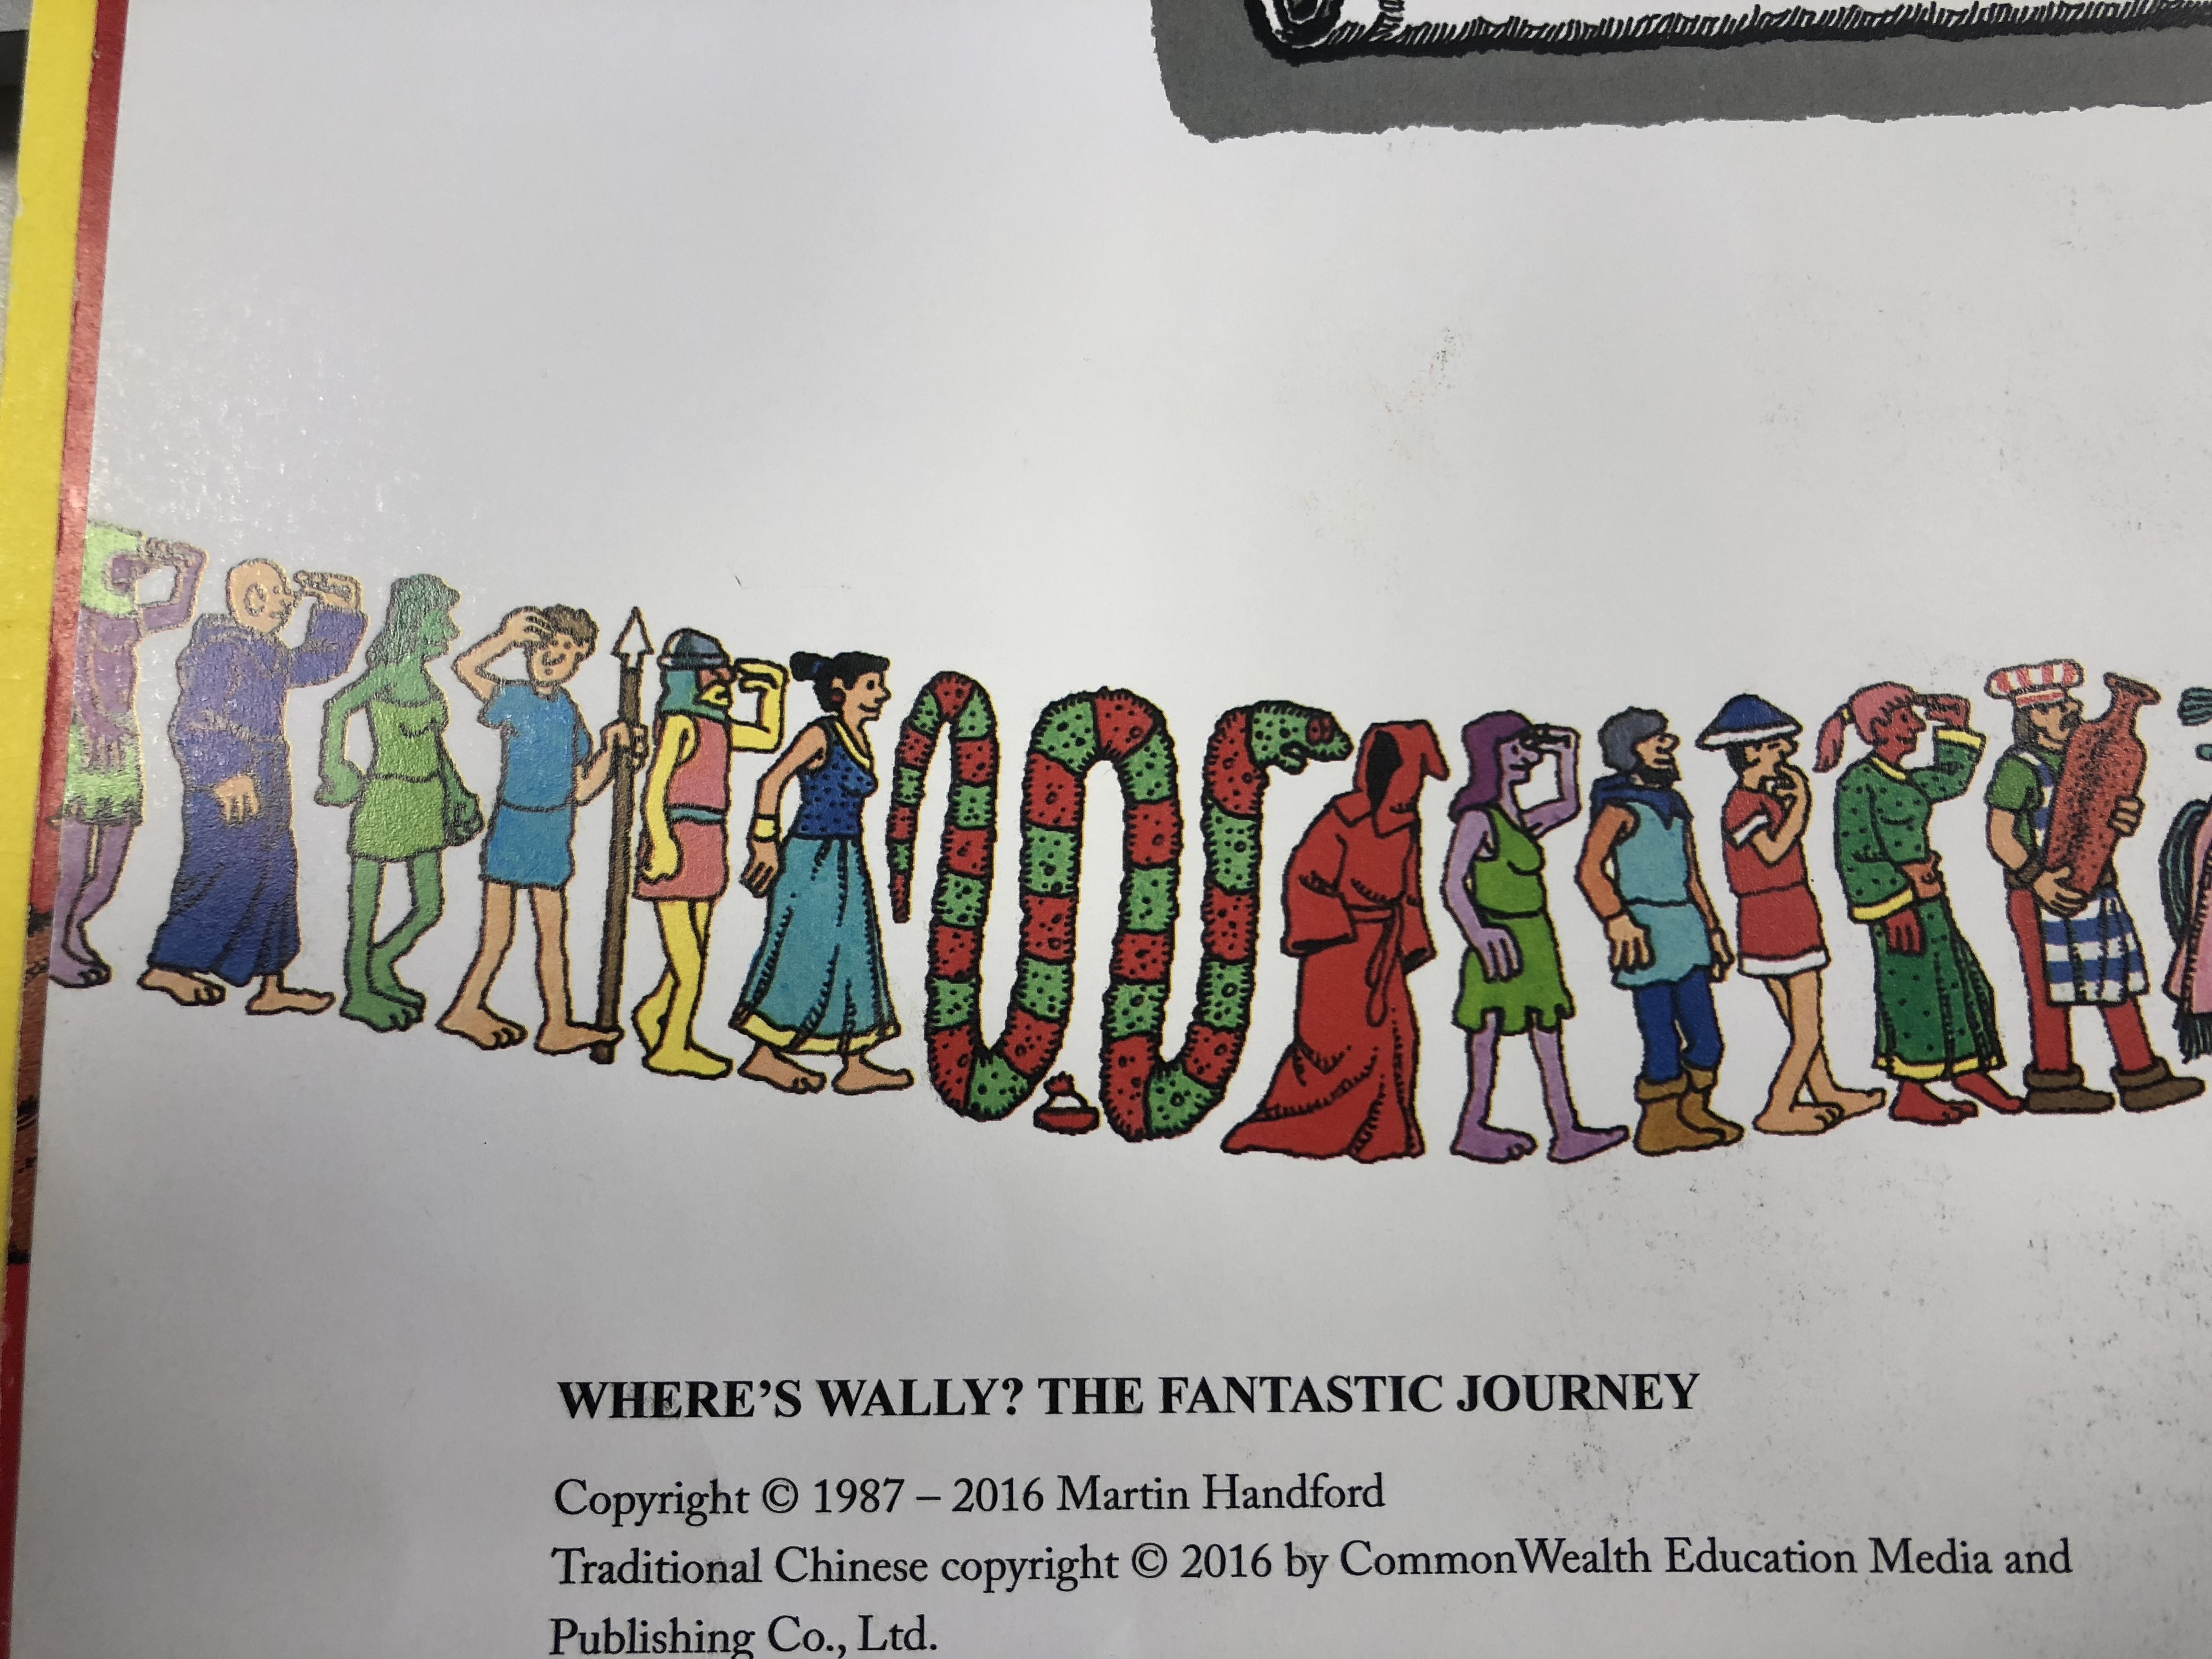 WHERE'S WALLY? THE FANTASTIC JOURNEY
Copyright © 1987 – 2016 Martin Handford
Traditional Chinese copyright © 2016 by CommonWealth Education Media and
Publishing Co., Ltd.